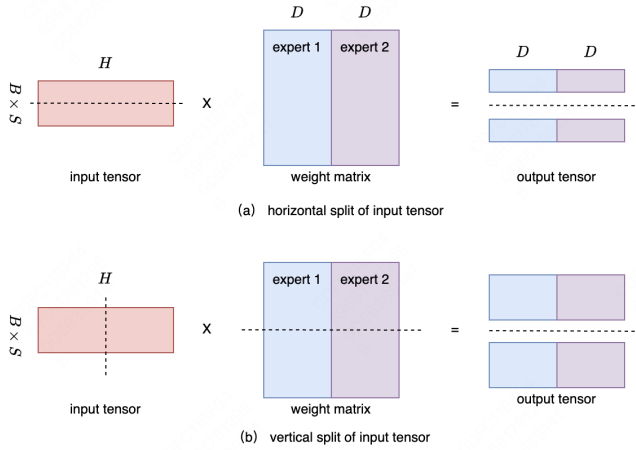 D D
H
expert 1 expert 2
D D
B × S
X
=
input tensor
weight matrix
output tensor
(a) horizontal split of input tensor
H
expert 1 expert 2
B × S
X
=
input tensor
weight matrix
output tensor
(b) vertical split of input tensor